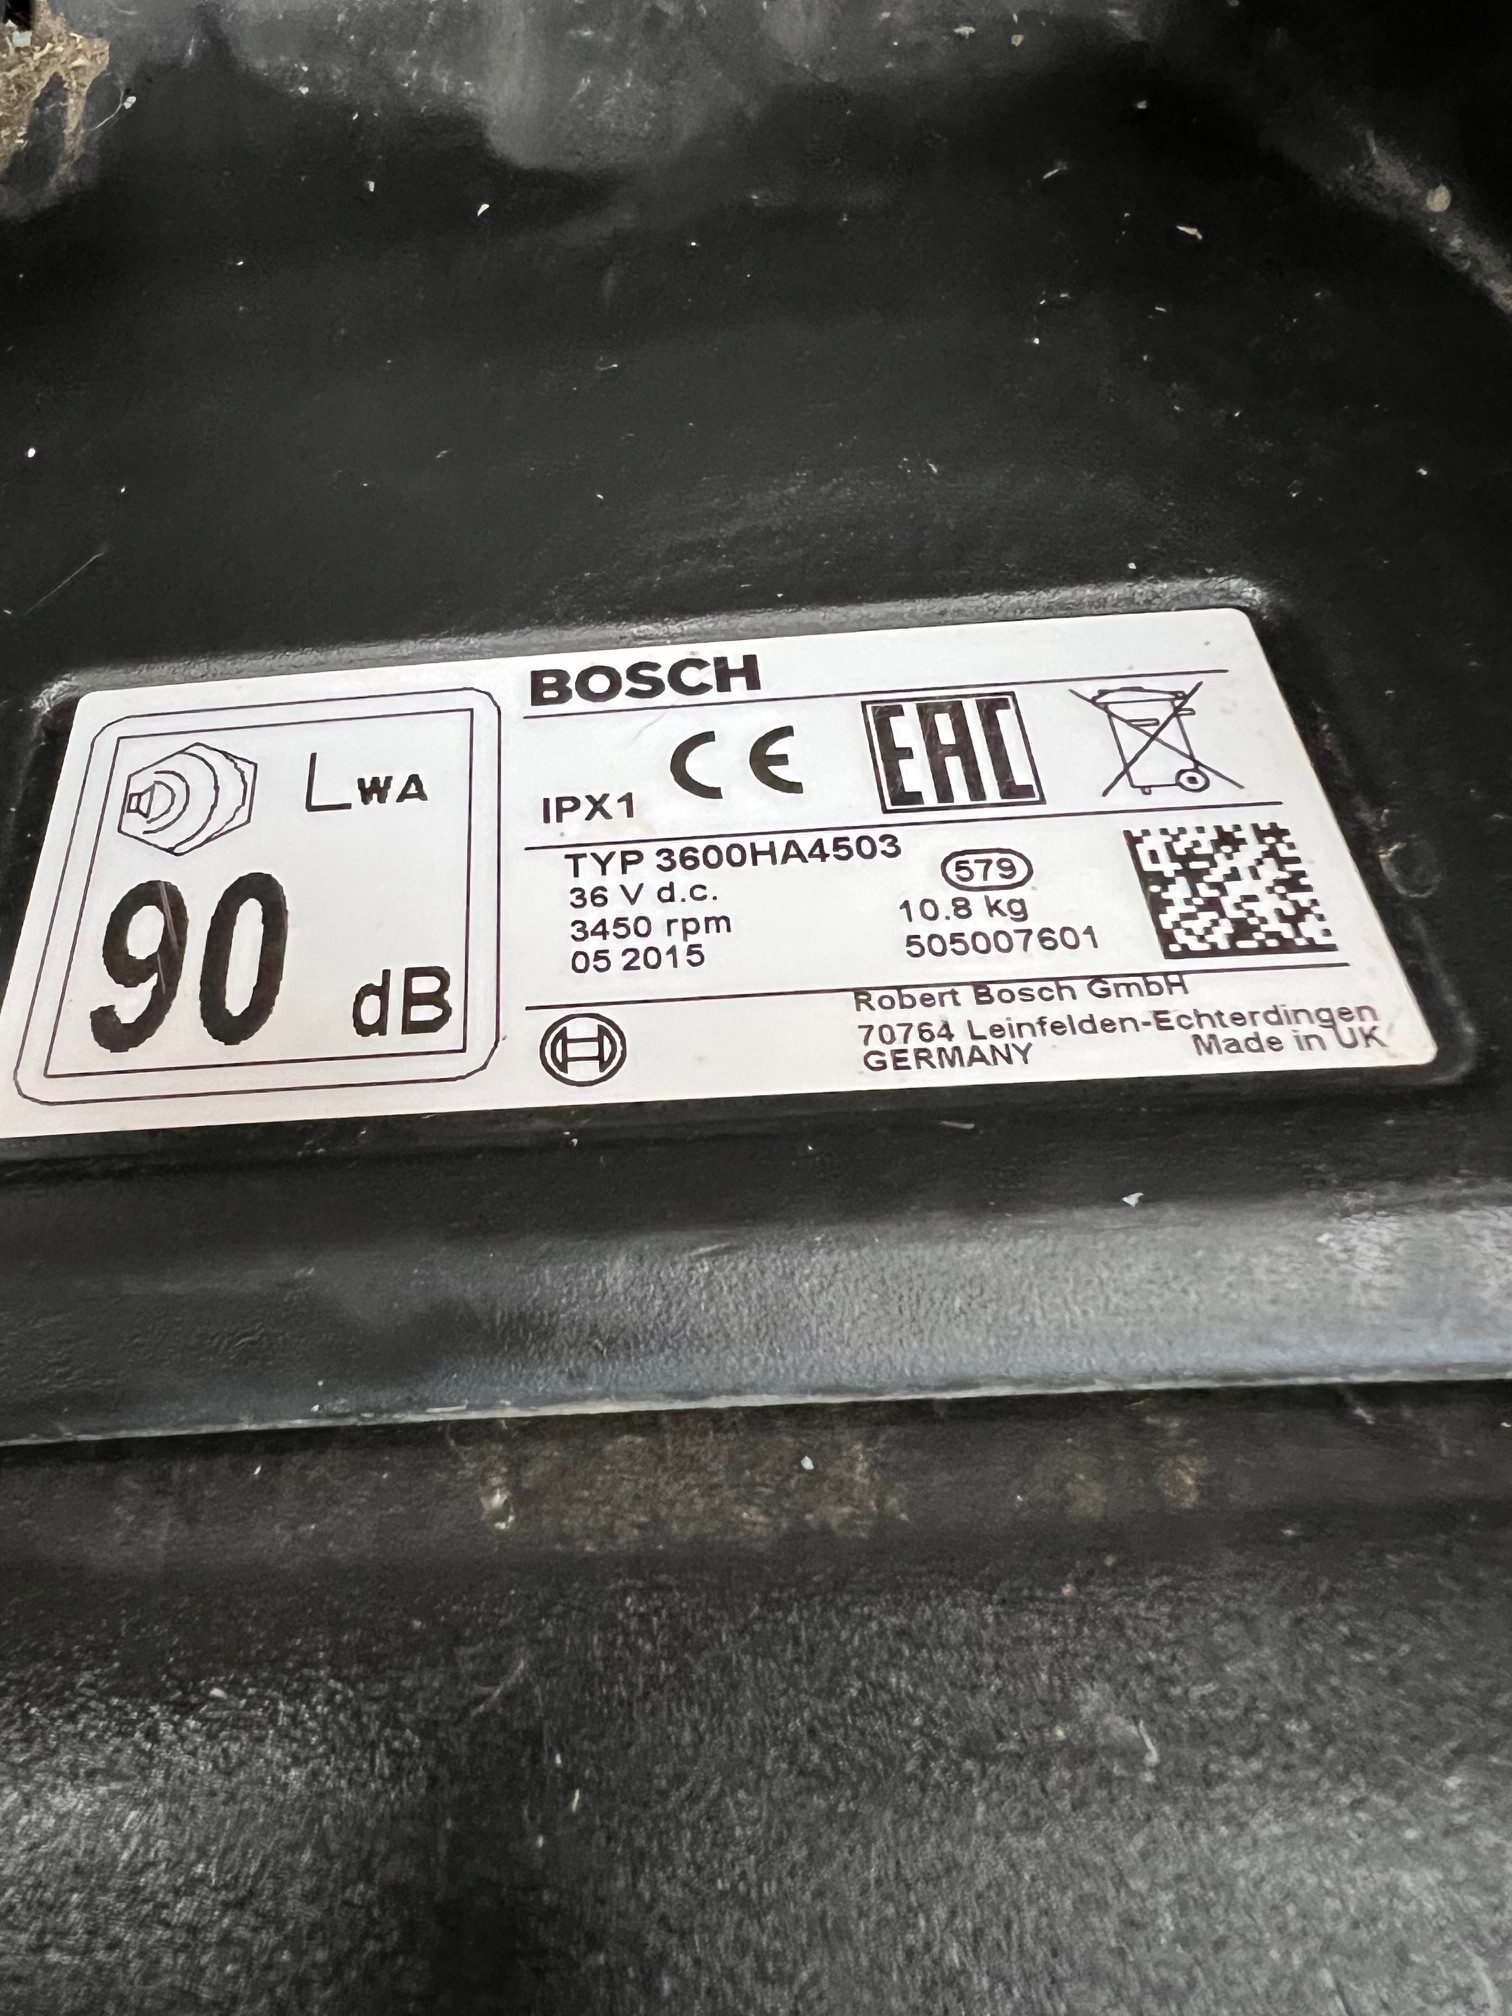 LWA
90 dB
BOSCH
IPX1 CE EAC
TYP 3600HA4503
579
36 V d.c.
10.8 kg
3450 rpm
505007601
05 2015
Robert Bosch GmbH
70764 Leinfelden-Echterdingen
GERMANY
Made in UK